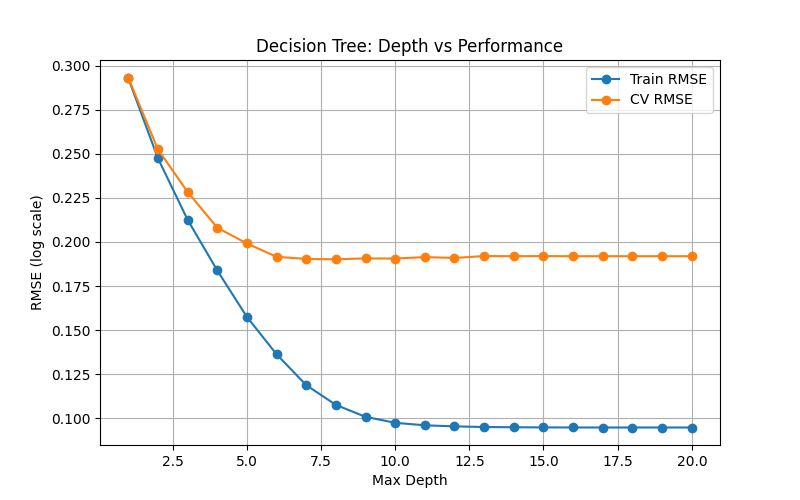 Decision Tree: Depth vs Performance
Train RMSE
CV RMSE
RMSE (log scale)
0.300
0.275
0.250
0.225
0.200
0.175
0.150
0.125
0.100
2.5 5.0 7.5 10.0 12.5 15.0 17.5 20.0
Max Depth